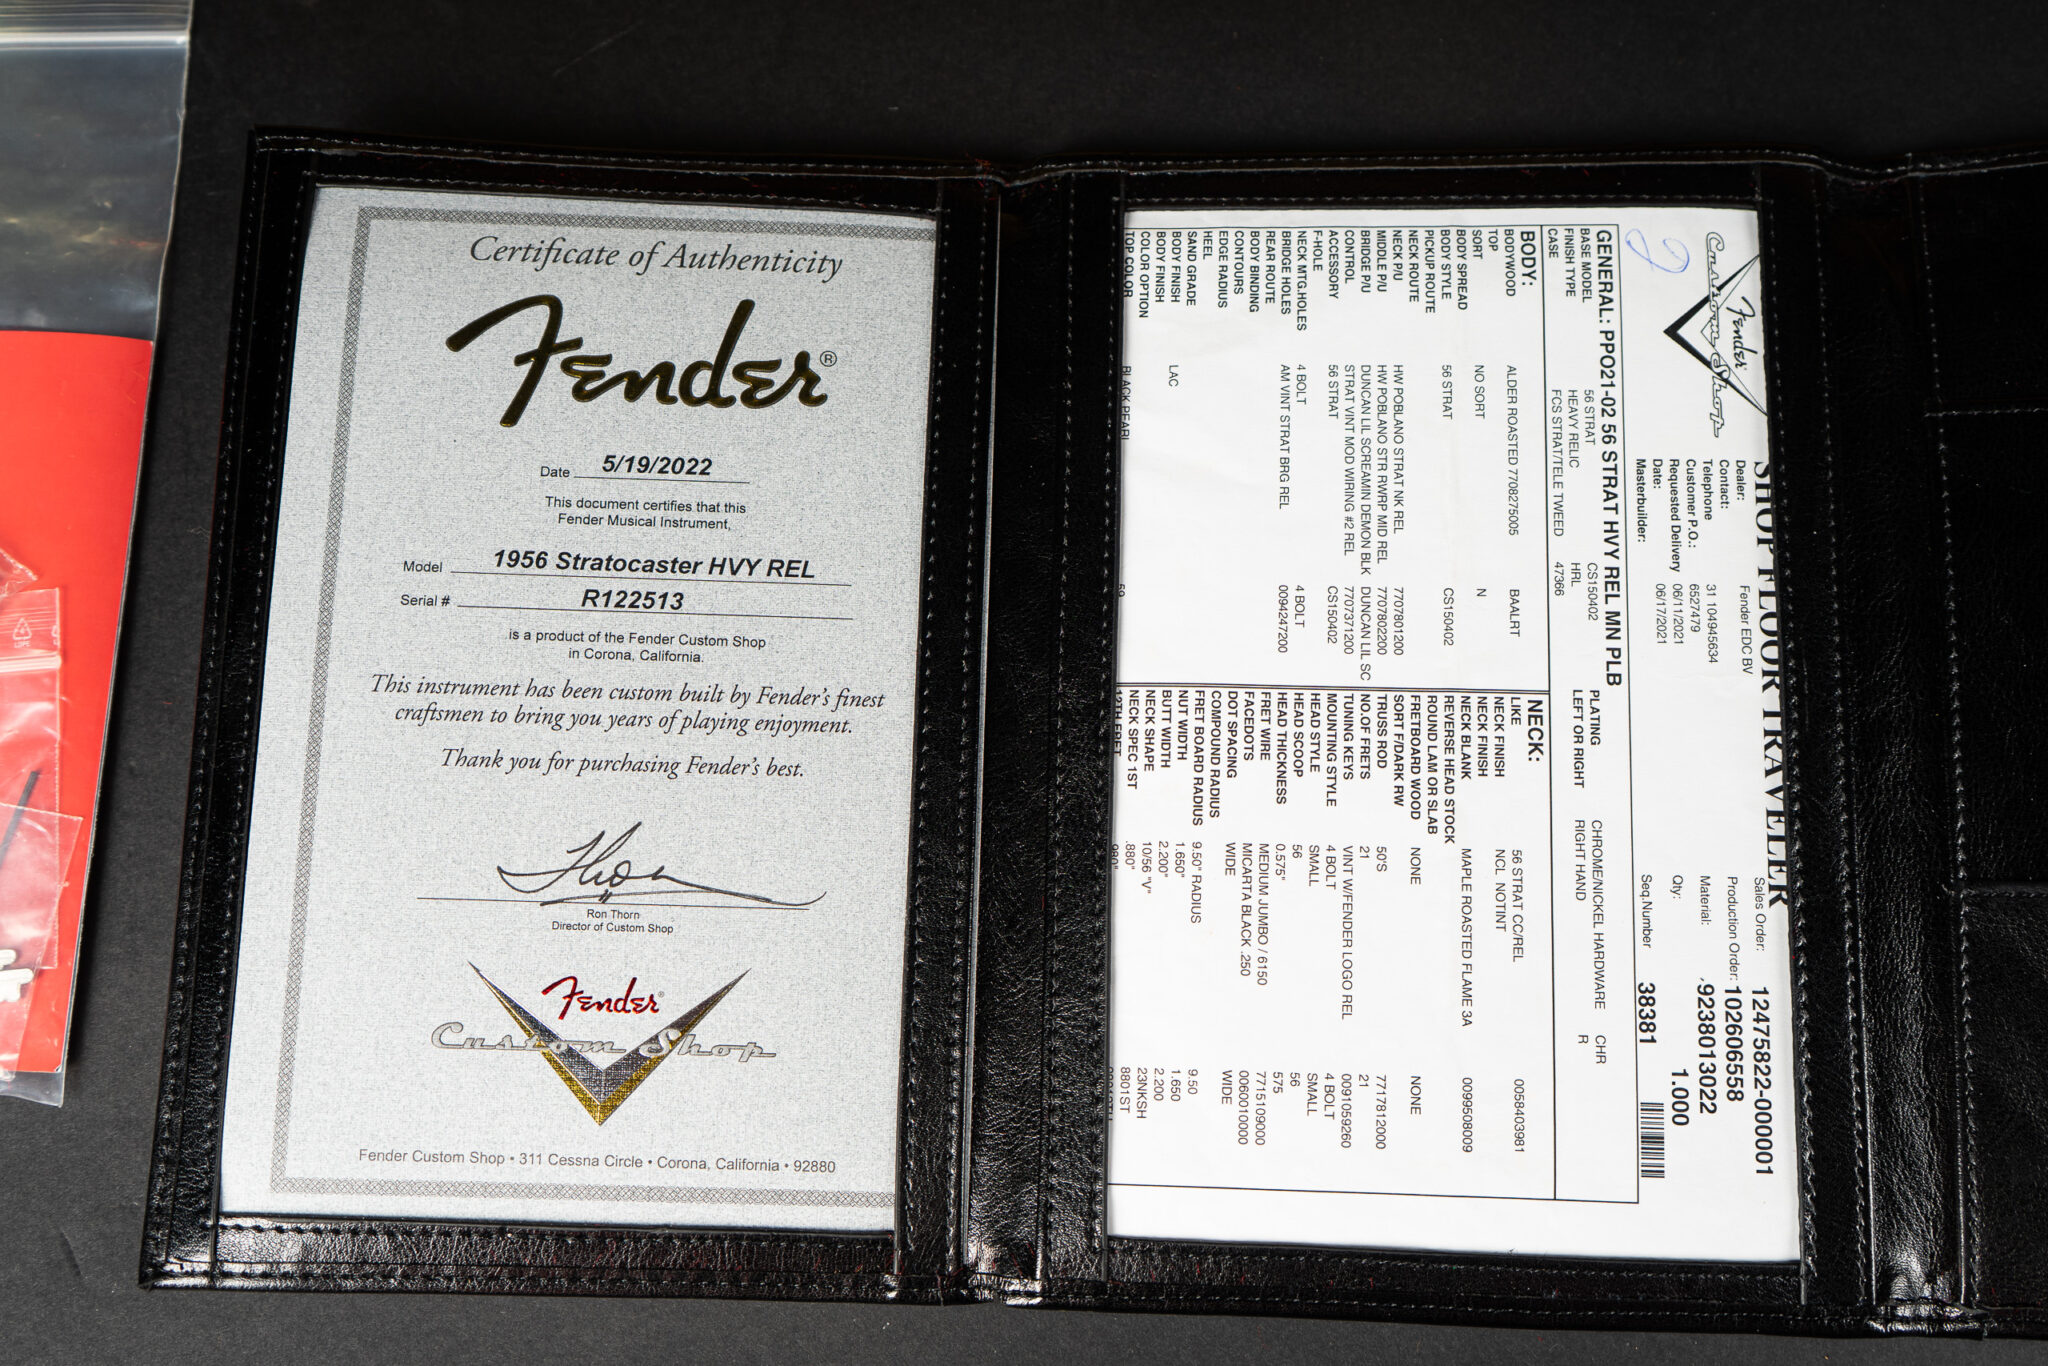 Certificate of Authenticity
Fender®
Date 5/19/2022
This document certifies that this
Fender Musical Instrument,
Model 1956 Stratocaster HVY REL
Serial # R122513
is a product of the Fender Custom Shop
in Corona, California.
This instrument has been custom built by Fender's finest
craftsmen to bring you years of playing enjoyment.
Thank you for purchasing Fender's best.
Ron Thorn
Director of Custom Shop
Fender®
Custom Shop
Fender Custom Shop • 311 Cessna Circle • Corona, California • 92880
SHOP FLOOR TRAVELER
Fender®
Custom Shop
Dealer: Fender EDC BV
Contact:
Telephone 31 104945634
Customer P.O.: 6527479
Requested Delivery 06/11/2021
Date: 06/17/2021
Masterbuilder:
Sales Order: 12475822-000001
Production Order: 102606558
Material: .9238013022
Qty: 1.000
Seq.Number 38381
GENERAL: PPO21-02 56 STRAT HVY REL MN PLB
BASE MODEL 56 STRAT CS150402 PLATING CHROME/NICKEL HARDWARE CHR
FINISH TYPE HEAVY RELIC HRL LEFT OR RIGHT RIGHT HAND R
CASE FCS STRAT/TELE TWEED 47366
BODY:
BODYWOOD ALDER ROASTED 7708275005 BAALRT
TOP
SORT NO SORT N
BODY SPREAD
BODY STYLE 56 STRAT CS150402
PICKUP ROUTE
NECK ROUTE
NECK P/U HW POBLANO STRAT NK REL 7707801200
MIDDLE P/U HW POBLANO STR RWRP MID REL 7707802200
BRIDGE P/U DUNCAN LIL SCREAMIN DEMON BLK DUNCAN LIL SC
CONTROL STRAT VINT MOD WIRING #2 REL 7707371200
ACCESSORY 56 STRAT CS150402
F-HOLE
NECK MTG.HOLES 4 BOLT 4 BOLT
BRIDGE HOLES AM VINT STRAT BRG REL 0094247200
REAR ROUTE
BODY BINDING
CONTOURS
EDGE RADIUS
HEEL
SAND GRADE
BODY FINISH LAC
BODY FINISH
COLOR OPTION
TOP COLOR BLACK PEARL
NECK:
LIKE 56 STRAT CC/REL 0058403981
NECK FINISH NCL NOTINT
NECK FINISH
NECK BLANK MAPLE ROASTED FLAME 3A 0099508009
REVERSE HEAD STOCK
ROUND LAM OR SLAB
FRETBOARD WOOD NONE NONE
SORT F/DARK RW
TRUSS ROD 50'S 7717812000
NO.OF FRETS 21 21
TUNING KEYS VINT W/FENDER LOGO REL 0091059260
MOUNTING STYLE 4 BOLT 4 BOLT
HEAD STYLE SMALL SMALL
HEAD SCOOP 56 56
HEAD THICKNESS 0.575" 575
FRET WIRE MEDIUM JUMBO / 6150 7715109000
FACEDOTS MICARTA BLACK .250 0060010000
DOT SPACING WIDE WIDE
COMPOUND RADIUS
FRET BOARD RADIUS 9.50" RADIUS 9.50
NUT WIDTH 1.650" 1.650
BUTT WIDTH 2.200" 2.200
NECK SHAPE 10/56 "V" 23NKSH
NECK SPEC 1ST .880" 8801ST
12TH FRET